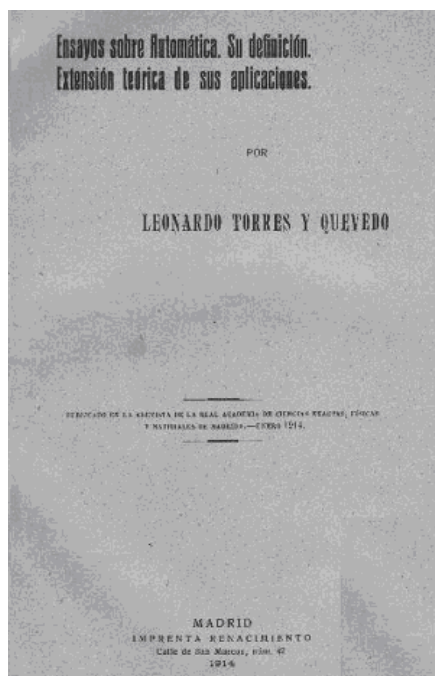 Ensayos sobre Automática. Su definición.
Extensión teórica de sus aplicaciones.
POR
LEONARDO TORRES Y QUEVEDO
PUBLICADO EN LA REVISTA DE LA REAL ACADEMIA DE CIENCIAS EXACTAS, FÍSICAS
Y NATURALES DE MADRID.—ENERO 1914.
MADRID
IMPRENTA RENACIMIENTO
Calle de San Marcos, núm. 42
1914